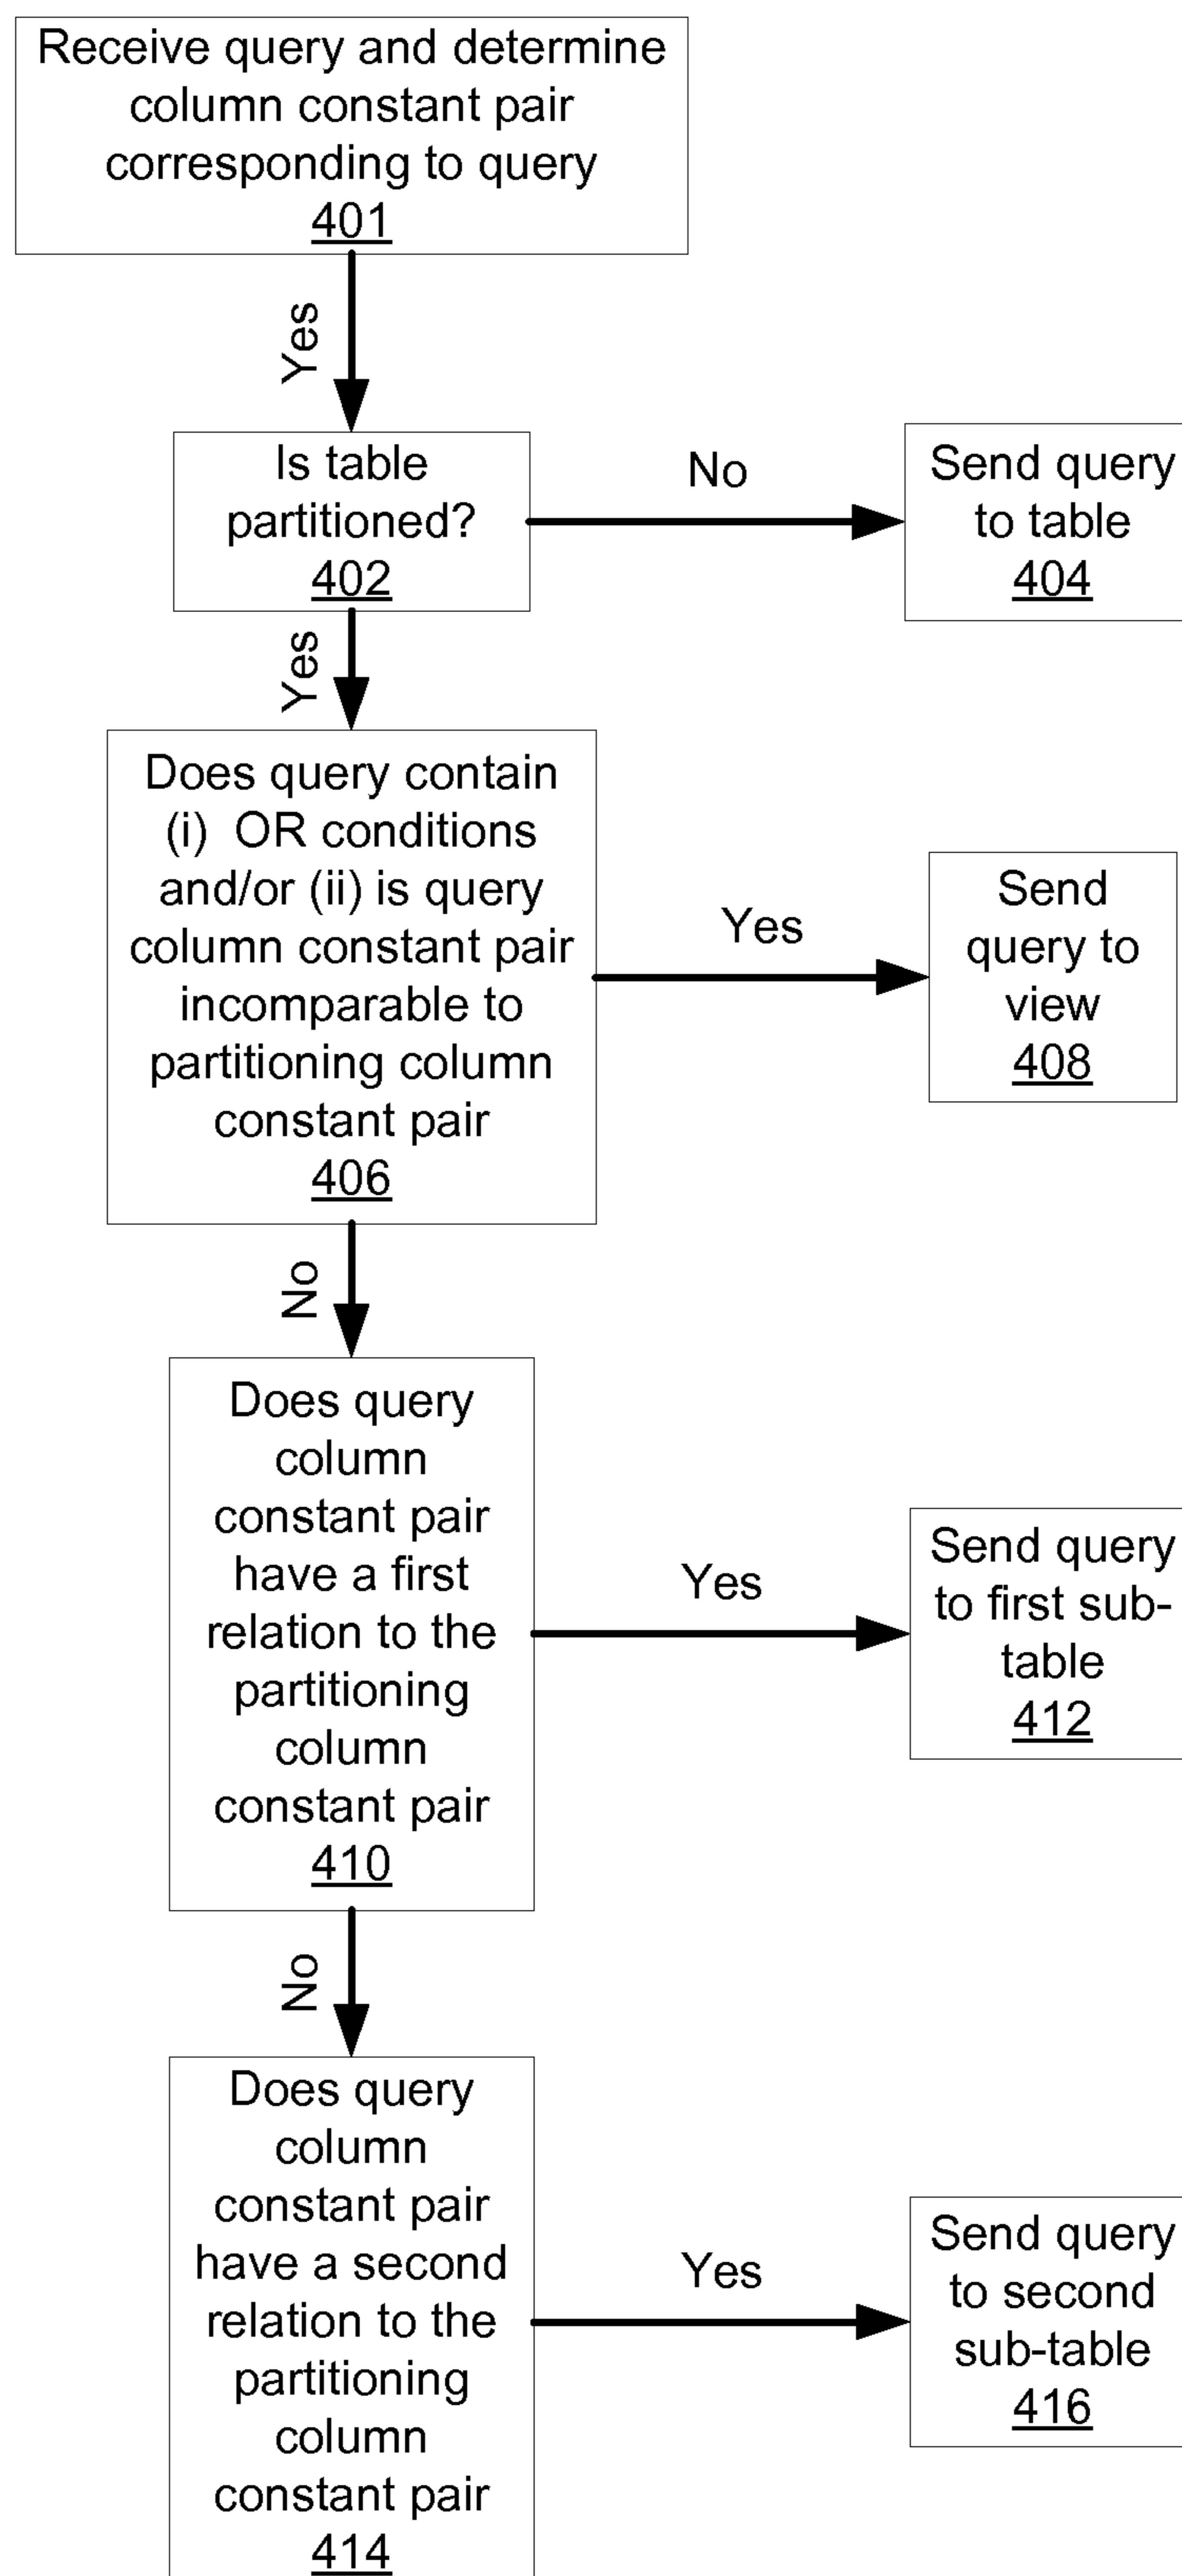 Receive query and determine
column constant pair
corresponding to query
401
Yes
Is table
partitioned?
402
No
Send query
to table
404
Yes
Does query contain
(i) OR conditions
and/or (ii) is query
column constant pair
incomparable to
partitioning column
constant pair
406
Yes
Send
query to
view
408
No
Does query
column
constant pair
have a first
relation to the
partitioning
column
constant pair
410
Yes
Send query
to first sub-
table
412
No
Does query
column
constant pair
have a second
relation to the
partitioning
column
constant pair
414
Yes
Send query
to second
sub-table
416